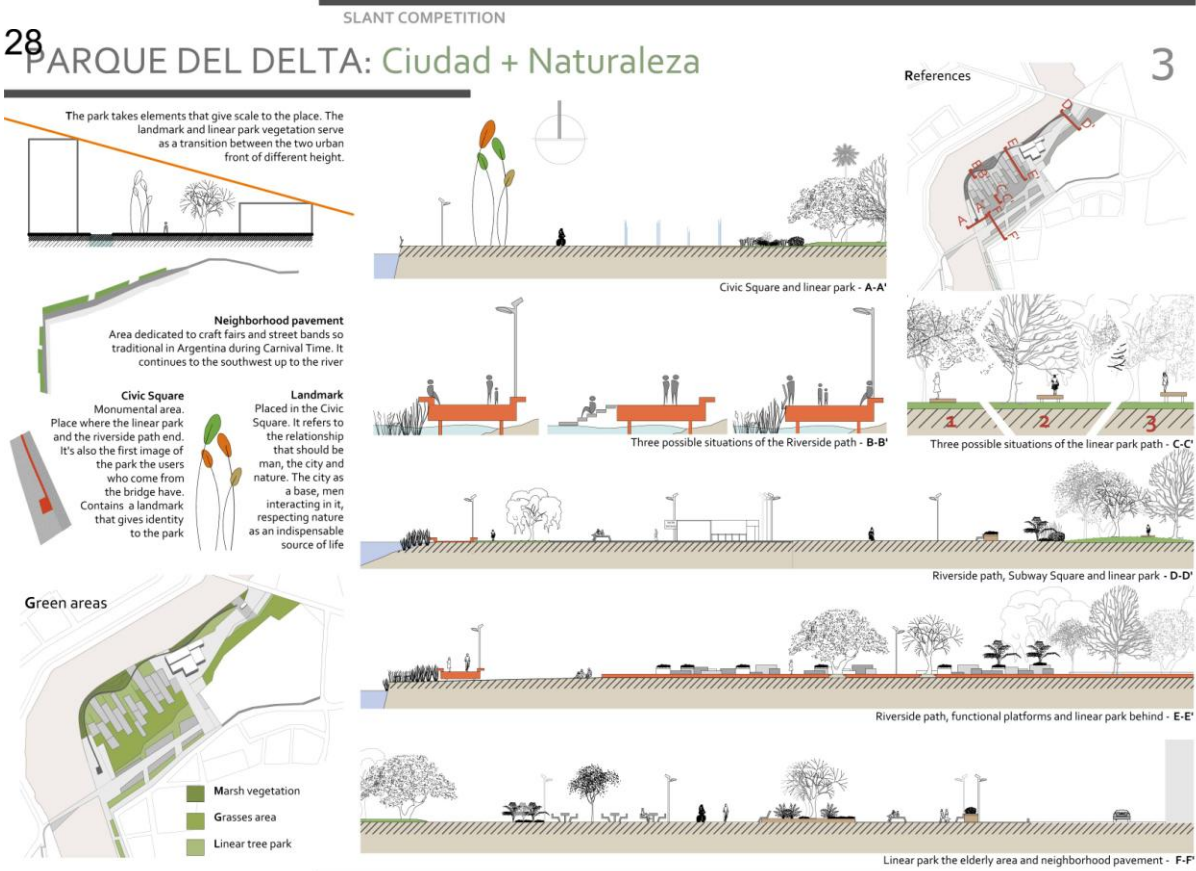 SLANT COMPETITION
28
PARQUE DEL DELTA: Ciudad + Naturaleza
3
The park takes elements that give scale to the place. The
landmark and linear park vegetation serve
as a transition between the two urban
front of different height.
Neighborhood pavement
Area dedicated to craft fairs and street bands so
traditional in Argentina during Carnival Time. It
continues to the southwest up to the river
Civic Square
Monumental area.
Place where the linear park
and the riverside path end.
It's also the first image of
the park the users
who come from
the bridge have.
Contains a landmark
that gives identity
to the park
Landmark
Placed in the Civic
Square. It refers to
the relationship
that should be
man, the city and
nature. The city as
a base, men
interacting in it,
respecting nature
as an indispensable
source of life
Green areas
Marsh vegetation
Grasses area
Linear tree park
Civic Square and linear park - A-A'
References
D
D'
E
E'
B
B'
C
C'
A
A'
F
F'
Three possible situations of the Riverside path - B-B'
1
2
3
Three possible situations of the linear park path - C-C'
Riverside path, Subway Square and linear park - D-D'
Riverside path, functional platforms and linear park behind - E-E'
Linear park the elderly area and neighborhood pavement - F-F'